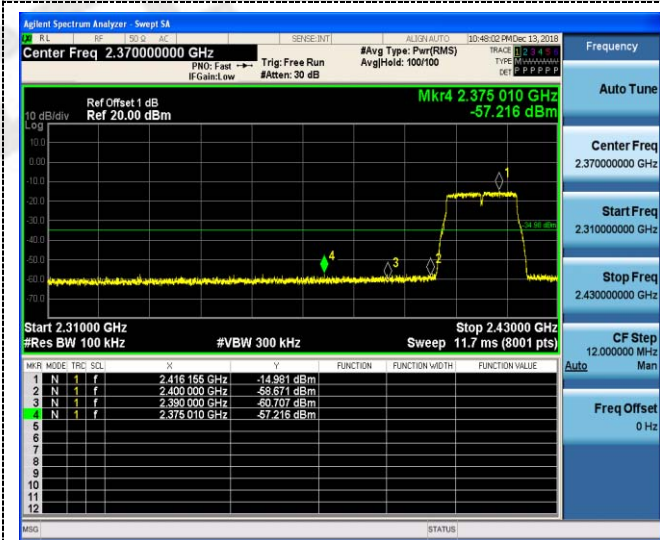 Agilent Spectrum Analyzer - Swept SA
RL RF 50 Ω AC SENSE:INT ALIGN AUTO 10:48:02 PM Dec 13, 2018
Center Freq 2.370000000 GHz #Avg Type: Pwr(RMS) TRACE 1 2 3 4 5 6
PNO: Fast Trig: Free Run Avg|Hold: 100/100 TYPE M
IFGain:Low #Atten: 30 dB DET P P P P P P
Mkr4 2.375 010 GHz
-57.216 dBm
Ref Offset 1 dB
10 dB/div Ref 20.00 dBm
Log
10.0
0.00
-10.0
-20.0
-30.0
-40.0
-50.0
-60.0
-70.0
1
-34.98 dBm
4
3
2
Start 2.31000 GHz Stop 2.43000 GHz
#Res BW 100 kHz #VBW 300 kHz Sweep 11.7 ms (8001 pts)
MKR MODE TRC SCL X Y FUNCTION FUNCTION WIDTH FUNCTION VALUE
1 N 1 f 2.416 155 GHz -14.981 dBm
2 N 1 f 2.400 000 GHz -58.671 dBm
3 N 1 f 2.390 000 GHz -60.707 dBm
4 N 1 f 2.375 010 GHz -57.216 dBm
5
6
7
8
9
10
11
12
MSG STATUS
Frequency
Auto Tune
Center Freq
2.370000000 GHz
Start Freq
2.310000000 GHz
Stop Freq
2.430000000 GHz
CF Step
12.000000 MHz
Auto Man
Freq Offset
0 Hz